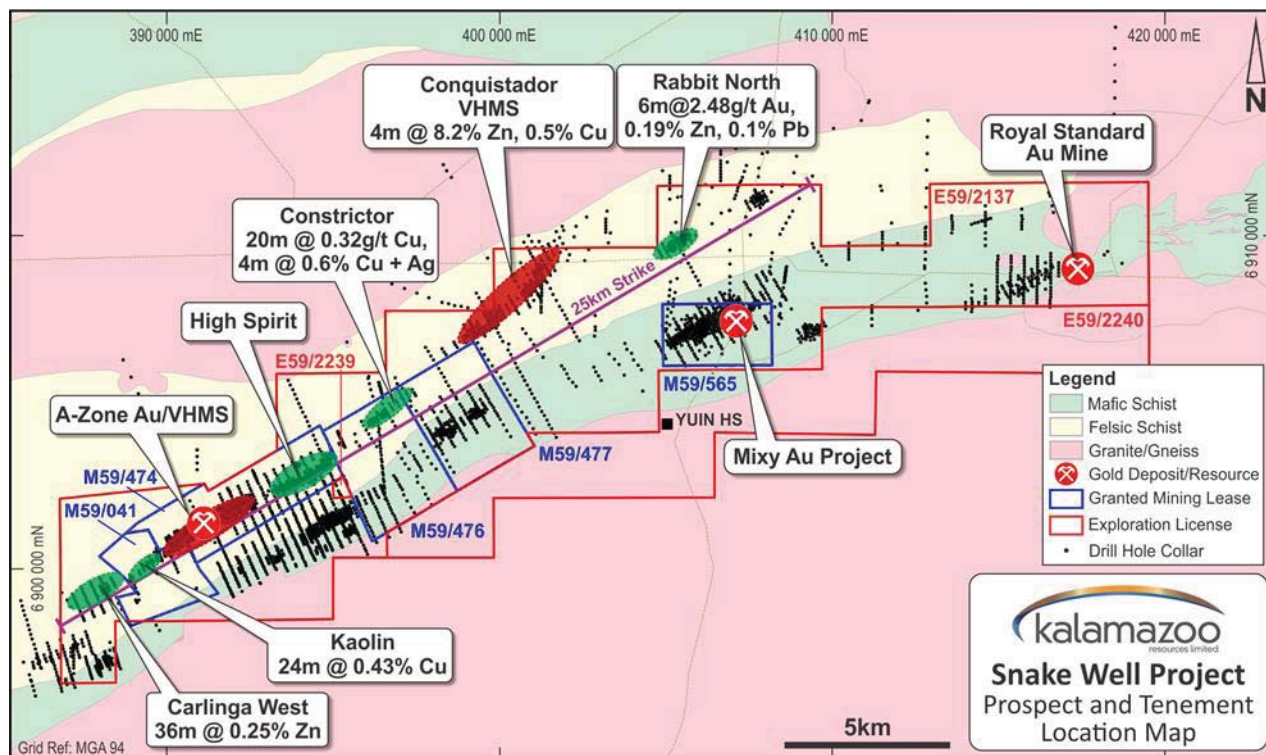 390 000 mE
400 000 mE
410 000 mE
420 000 mE
N
Conquistador
VHMS
4m @ 8.2% Zn, 0.5% Cu
Rabbit North
6m@2.48g/t Au,
0.19% Zn, 0.1% Pb
Royal Standard
Au Mine
Constrictor
20m @ 0.32g/t Cu,
4m @ 0.6% Cu + Ag
E59/2137
6 910 000 mN
25km Strike
High Spirit
E59/2239
E59/2240
M59/565
A-Zone Au/VHMS
YUIN HS
Mixy Au Project
M59/477
M59/474
M59/041
M59/476
6 900 000 mN
Kaolin
24m @ 0.43% Cu
Carlinga West
36m @ 0.25% Zn
Legend
Mafic Schist
Felsic Schist
Granite/Gneiss
Gold Deposit/Resource
Granted Mining Lease
Exploration License
Drill Hole Collar
kalamazoo
resources limited
Snake Well Project
Prospect and Tenement
Location Map
5km
Grid Ref: MGA 94